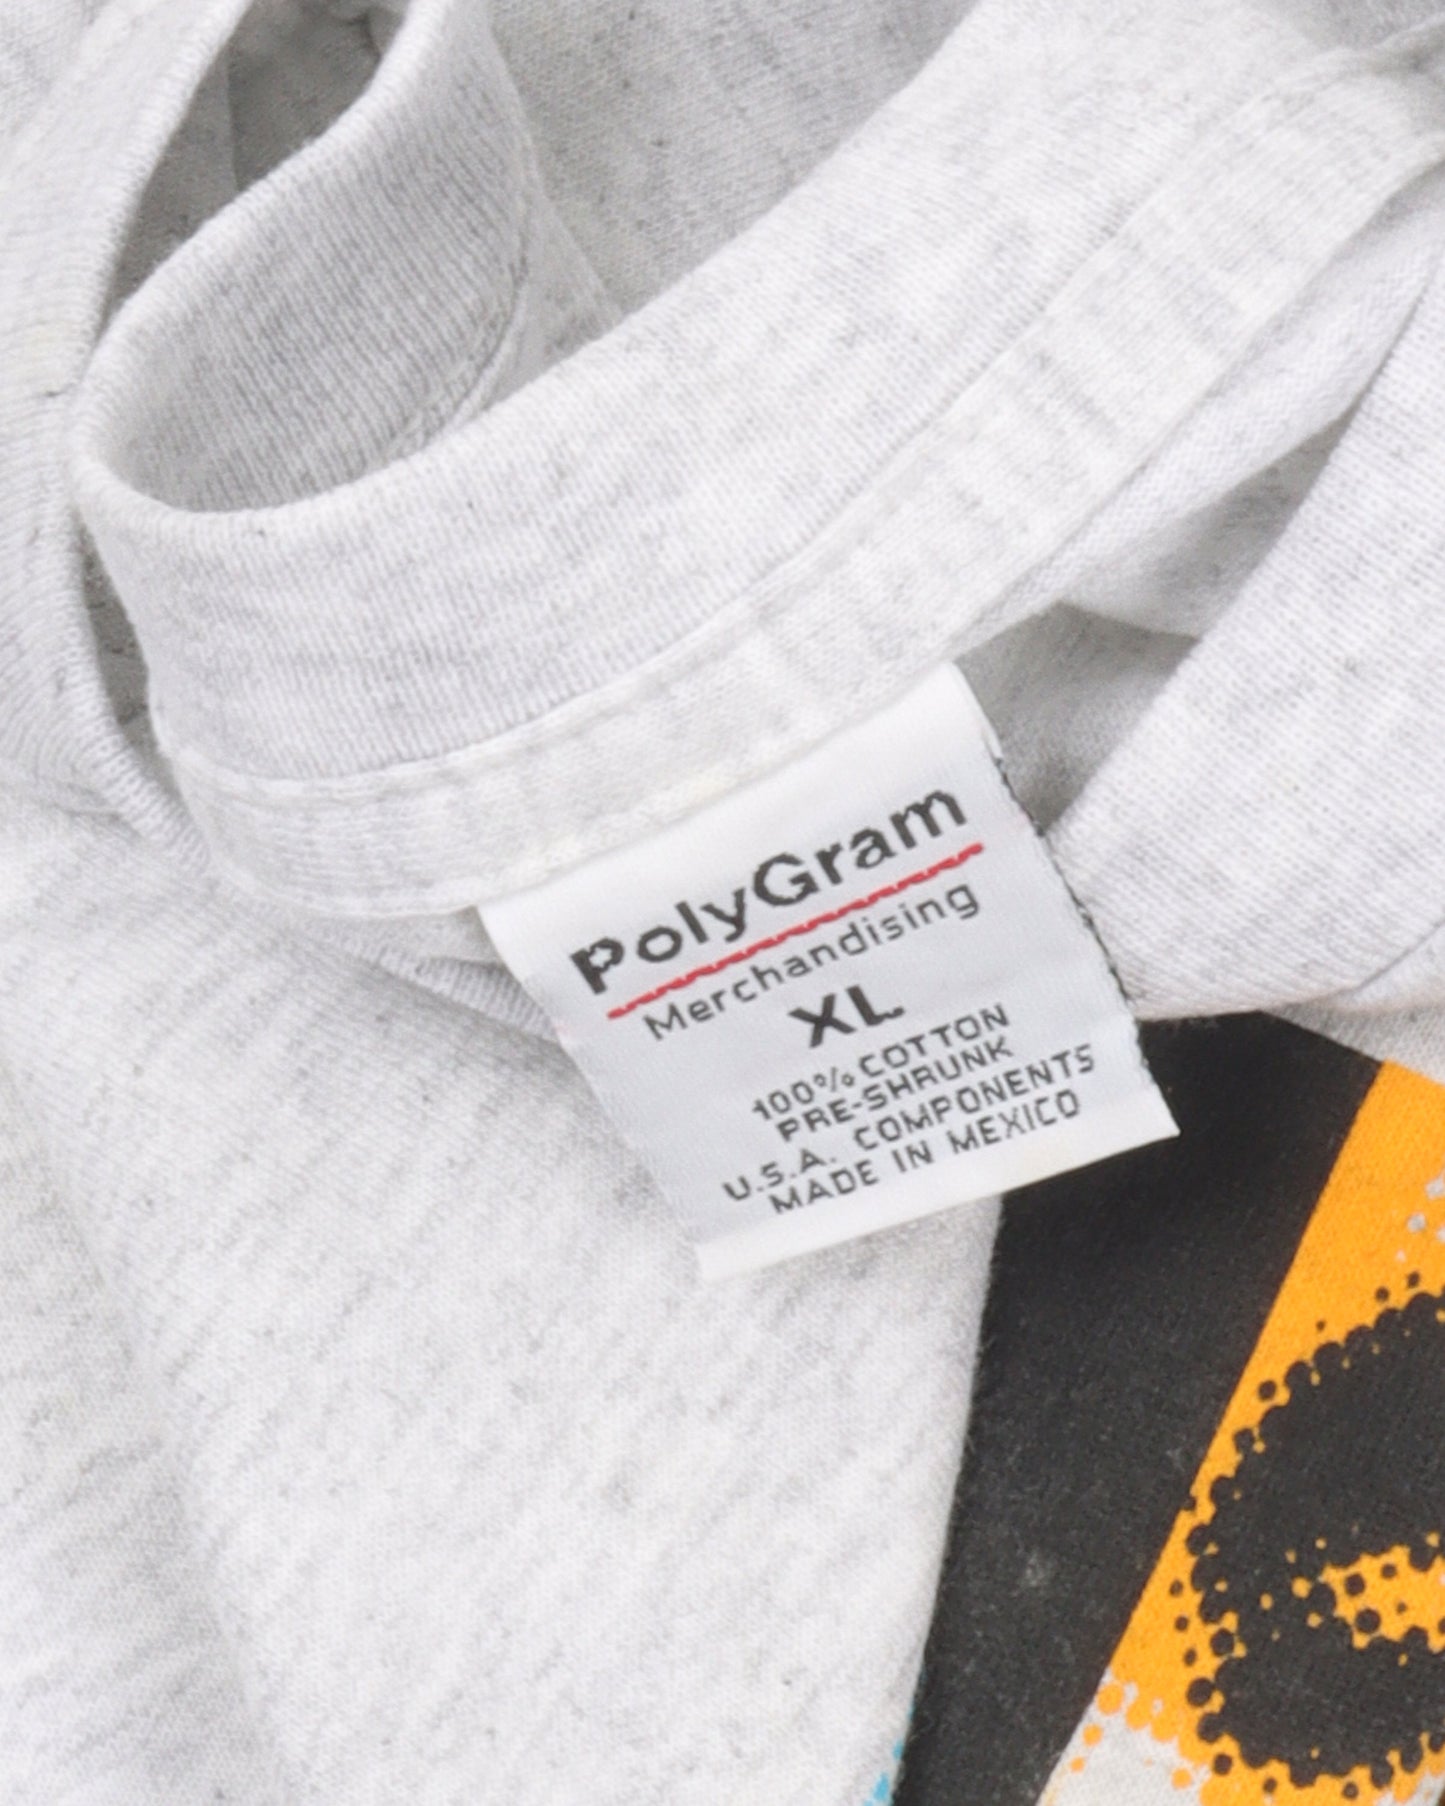 PolyGram
Merchandising
XL
100% COTTON
PRE-SHRUNK
U.S.A. COMPONENTS
MADE IN MEXICO